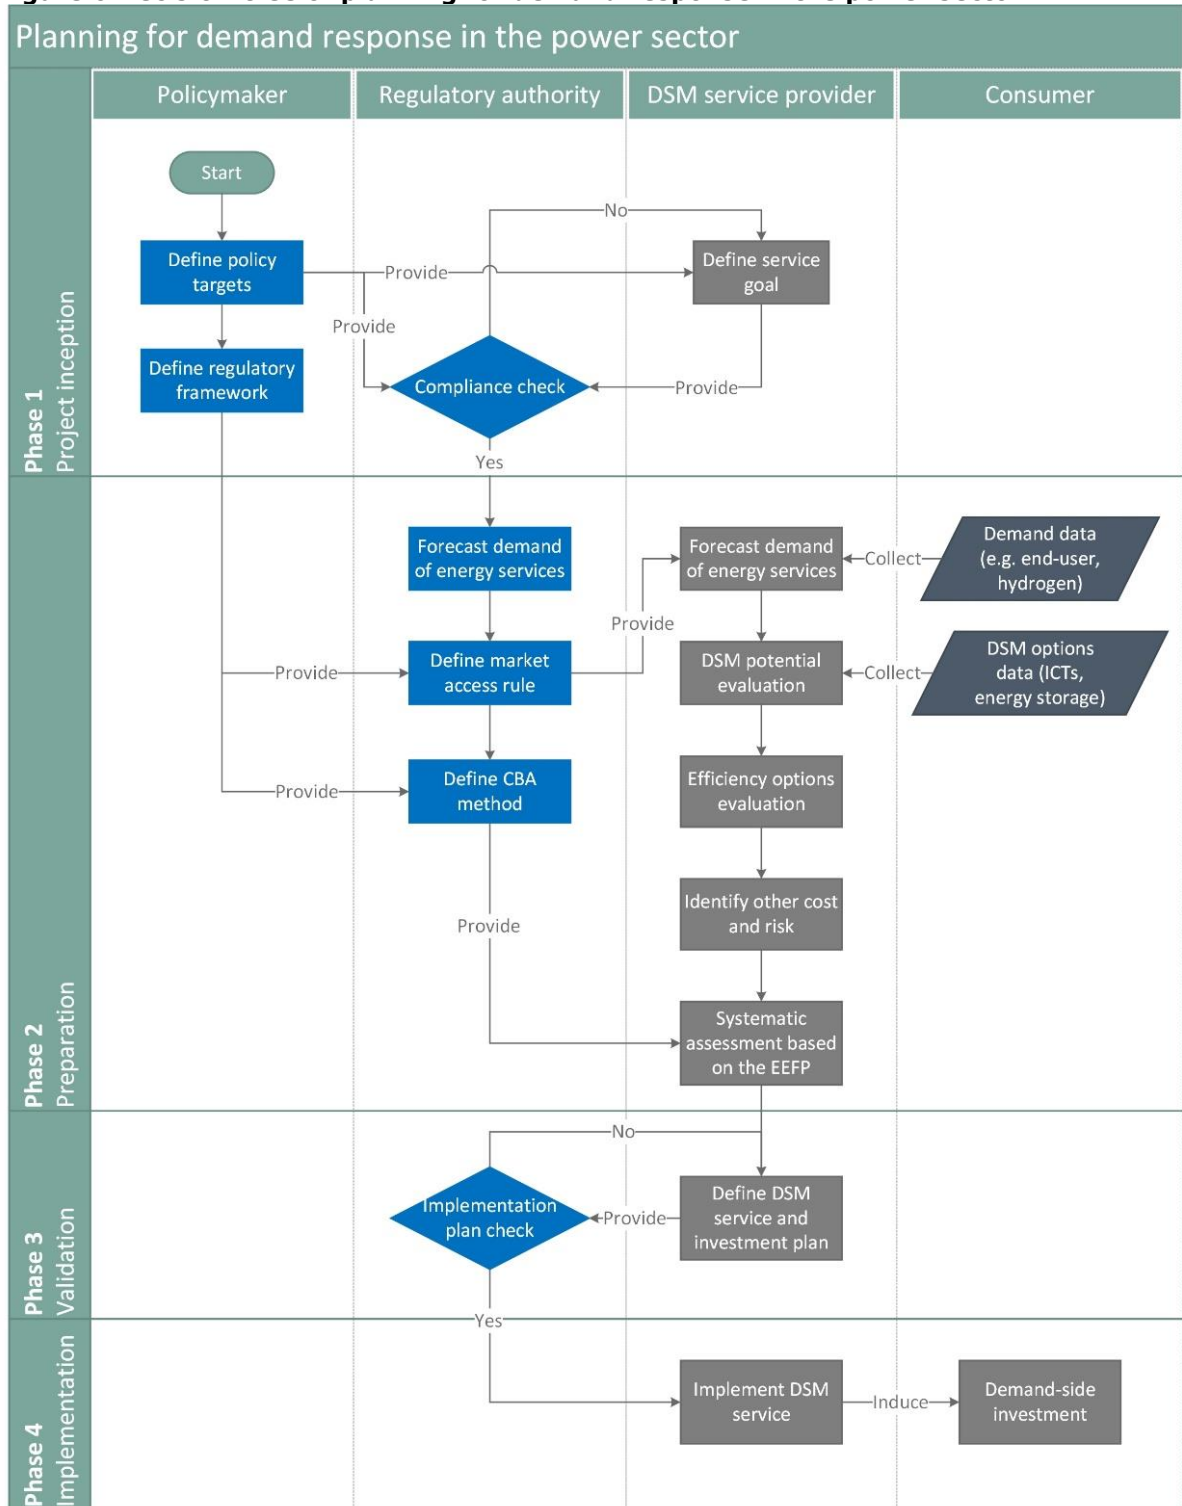 Planning for demand response in the power sector
Policymaker
Regulatory authority
DSM service provider
Consumer
Phase 1
Project inception
Start
No
Define policy
targets
Provide
Define service
goal
Provide
Define regulatory
framework
Compliance check
Provide
Yes
Phase 2
Preparation
Forecast demand
of energy services
Forecast demand
of energy services
Collect
Demand data
(e.g. end-user,
hydrogen)
Provide
Provide
Define market
access rule
DSM potential
evaluation
Collect
DSM options
data (ICTs,
energy storage)
Provide
Define CBA
method
Efficiency options
evaluation
Identify other cost
and risk
Provide
Systematic
assessment based
on the EEFP
Phase 3
Validation
No
Implementation
plan check
Provide
Define DSM
service and
investment plan
Yes
Phase 4
Implementation
Implement DSM
service
Induce
Demand-side
investment